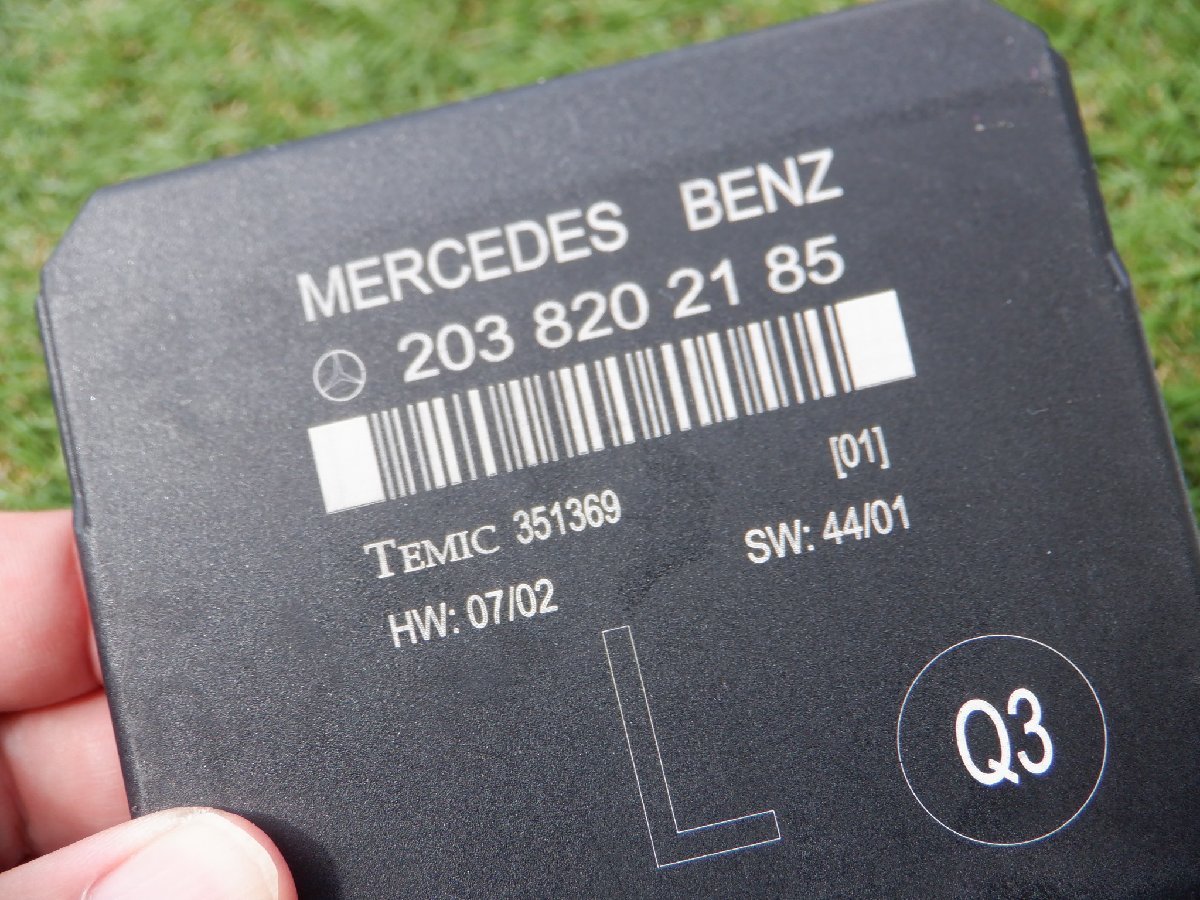 MERCEDES BENZ
203 820 21 85
[01]
TEMIC 351369
SW: 44/01
HW: 07/02
L
Q3